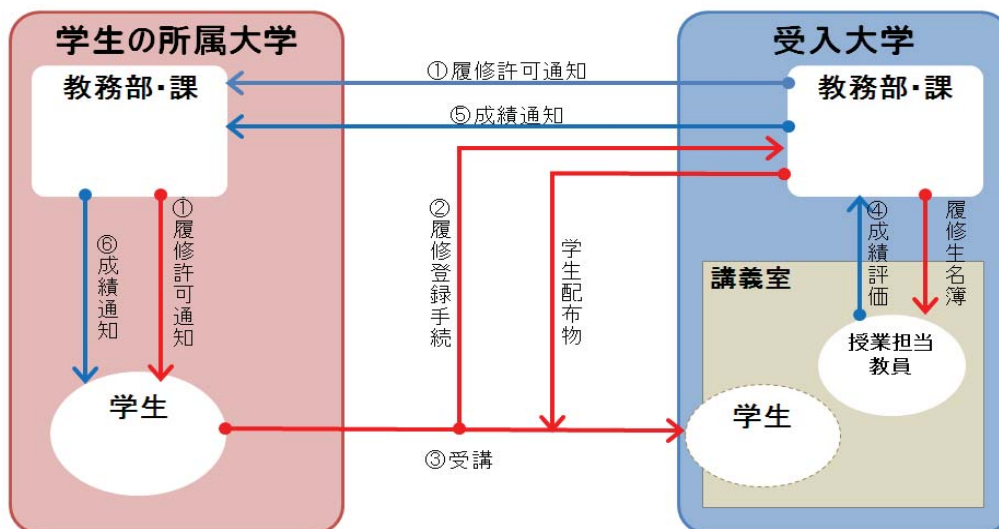 学生の所属大学
受入大学
教務部・課
教務部・課
①履修許可通知
⑤成績通知
⑥成績通知
①履修許可通知
②履修登録手続
学生配布物
④成績評価
履修生名簿
講義室
授業担当
教員
学生
学生
③受講